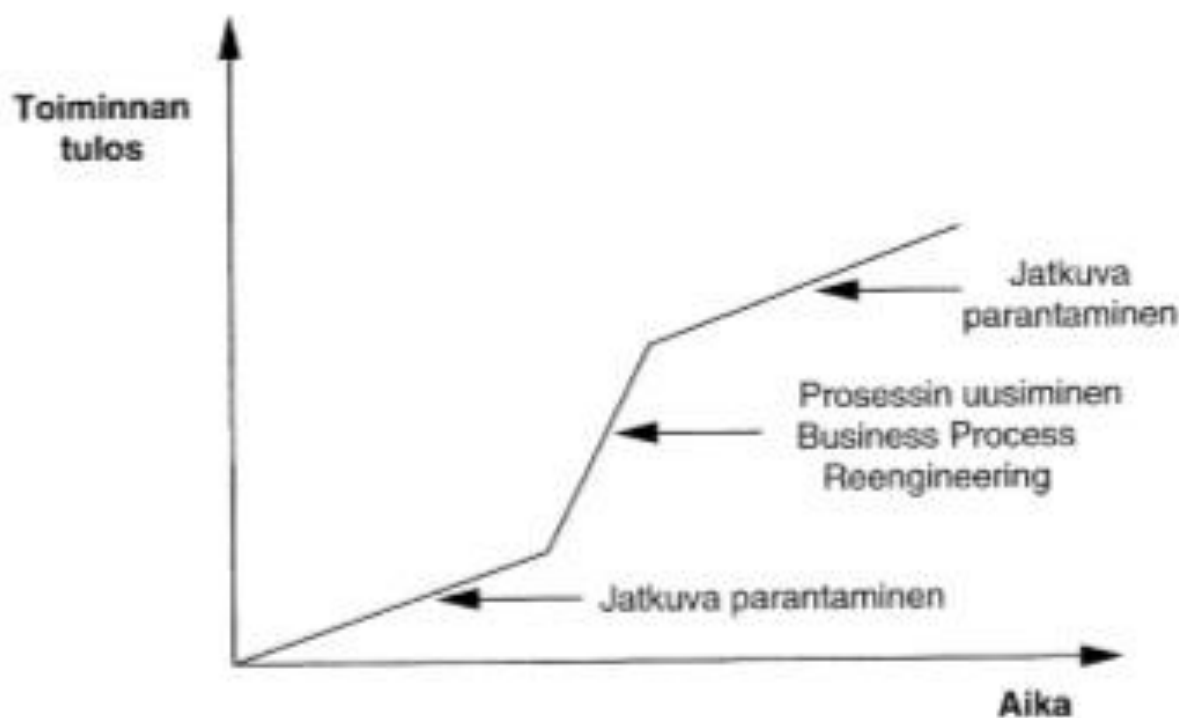 Toiminnan
tulos
Jatkuva
parantaminen
Prosessin uusiminen
Business Process
Reengineering
Jatkuva parantaminen
Aika